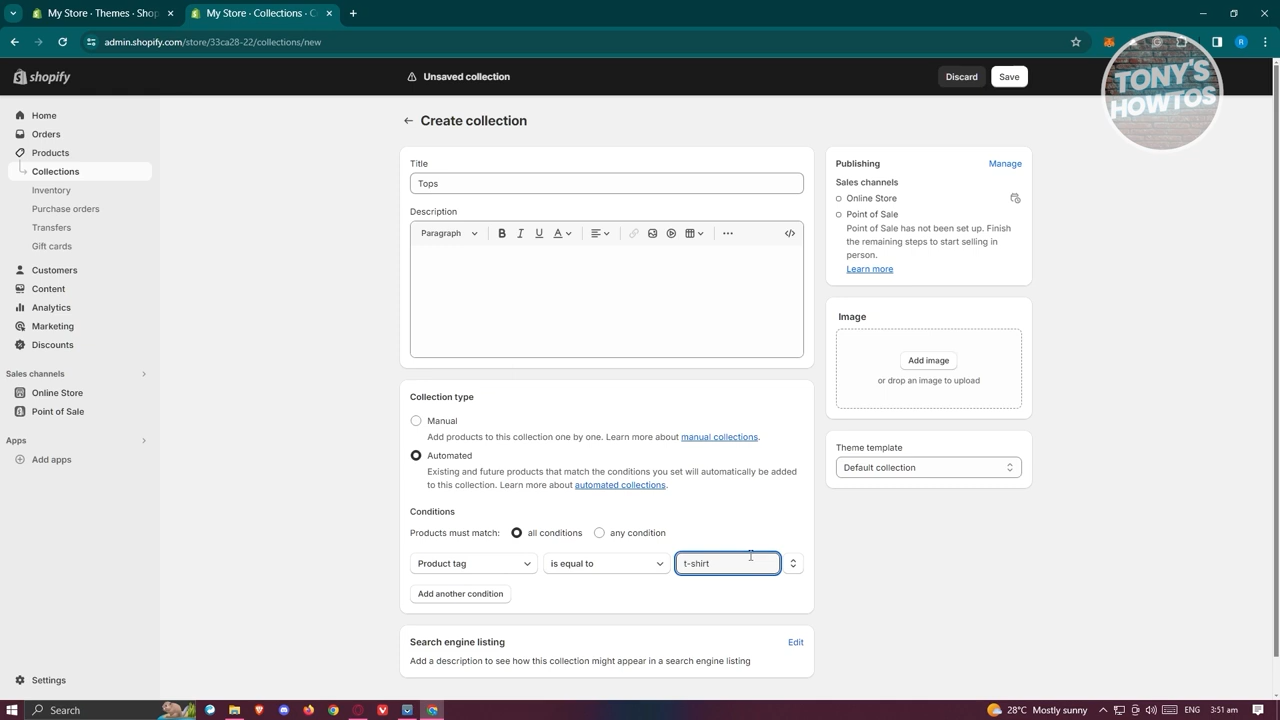 My Store · Themes · Shop
My Store · Collections · C
admin.shopify.com/store/33ca28-22/collections/new
R
shopify
Unsaved collection
Discard
Save
TONY'S
HOWTOS
Home
Orders
Products
Collections
Inventory
Purchase orders
Transfers
Gift cards
Customers
Content
Analytics
Marketing
Discounts
Sales channels
Online Store
Point of Sale
Apps
Add apps
Settings
Create collection
Title
Tops
Description
Paragraph
B I U A
Collection type
Manual
Add products to this collection one by one. Learn more about manual collections.
Automated
Existing and future products that match the conditions you set will automatically be added
to this collection. Learn more about automated collections.
Conditions
Products must match: all conditions any condition
Product tag is equal to t-shirt
Add another condition
Search engine listing
Edit
Add a description to see how this collection might appear in a search engine listing
Publishing
Manage
Sales channels
Online Store
Point of Sale
Point of Sale has not been set up. Finish
the remaining steps to start selling in
person.
Learn more
Image
Add image
or drop an image to upload
Theme template
Default collection
Search
28°C Mostly sunny
ENG
3:51 am